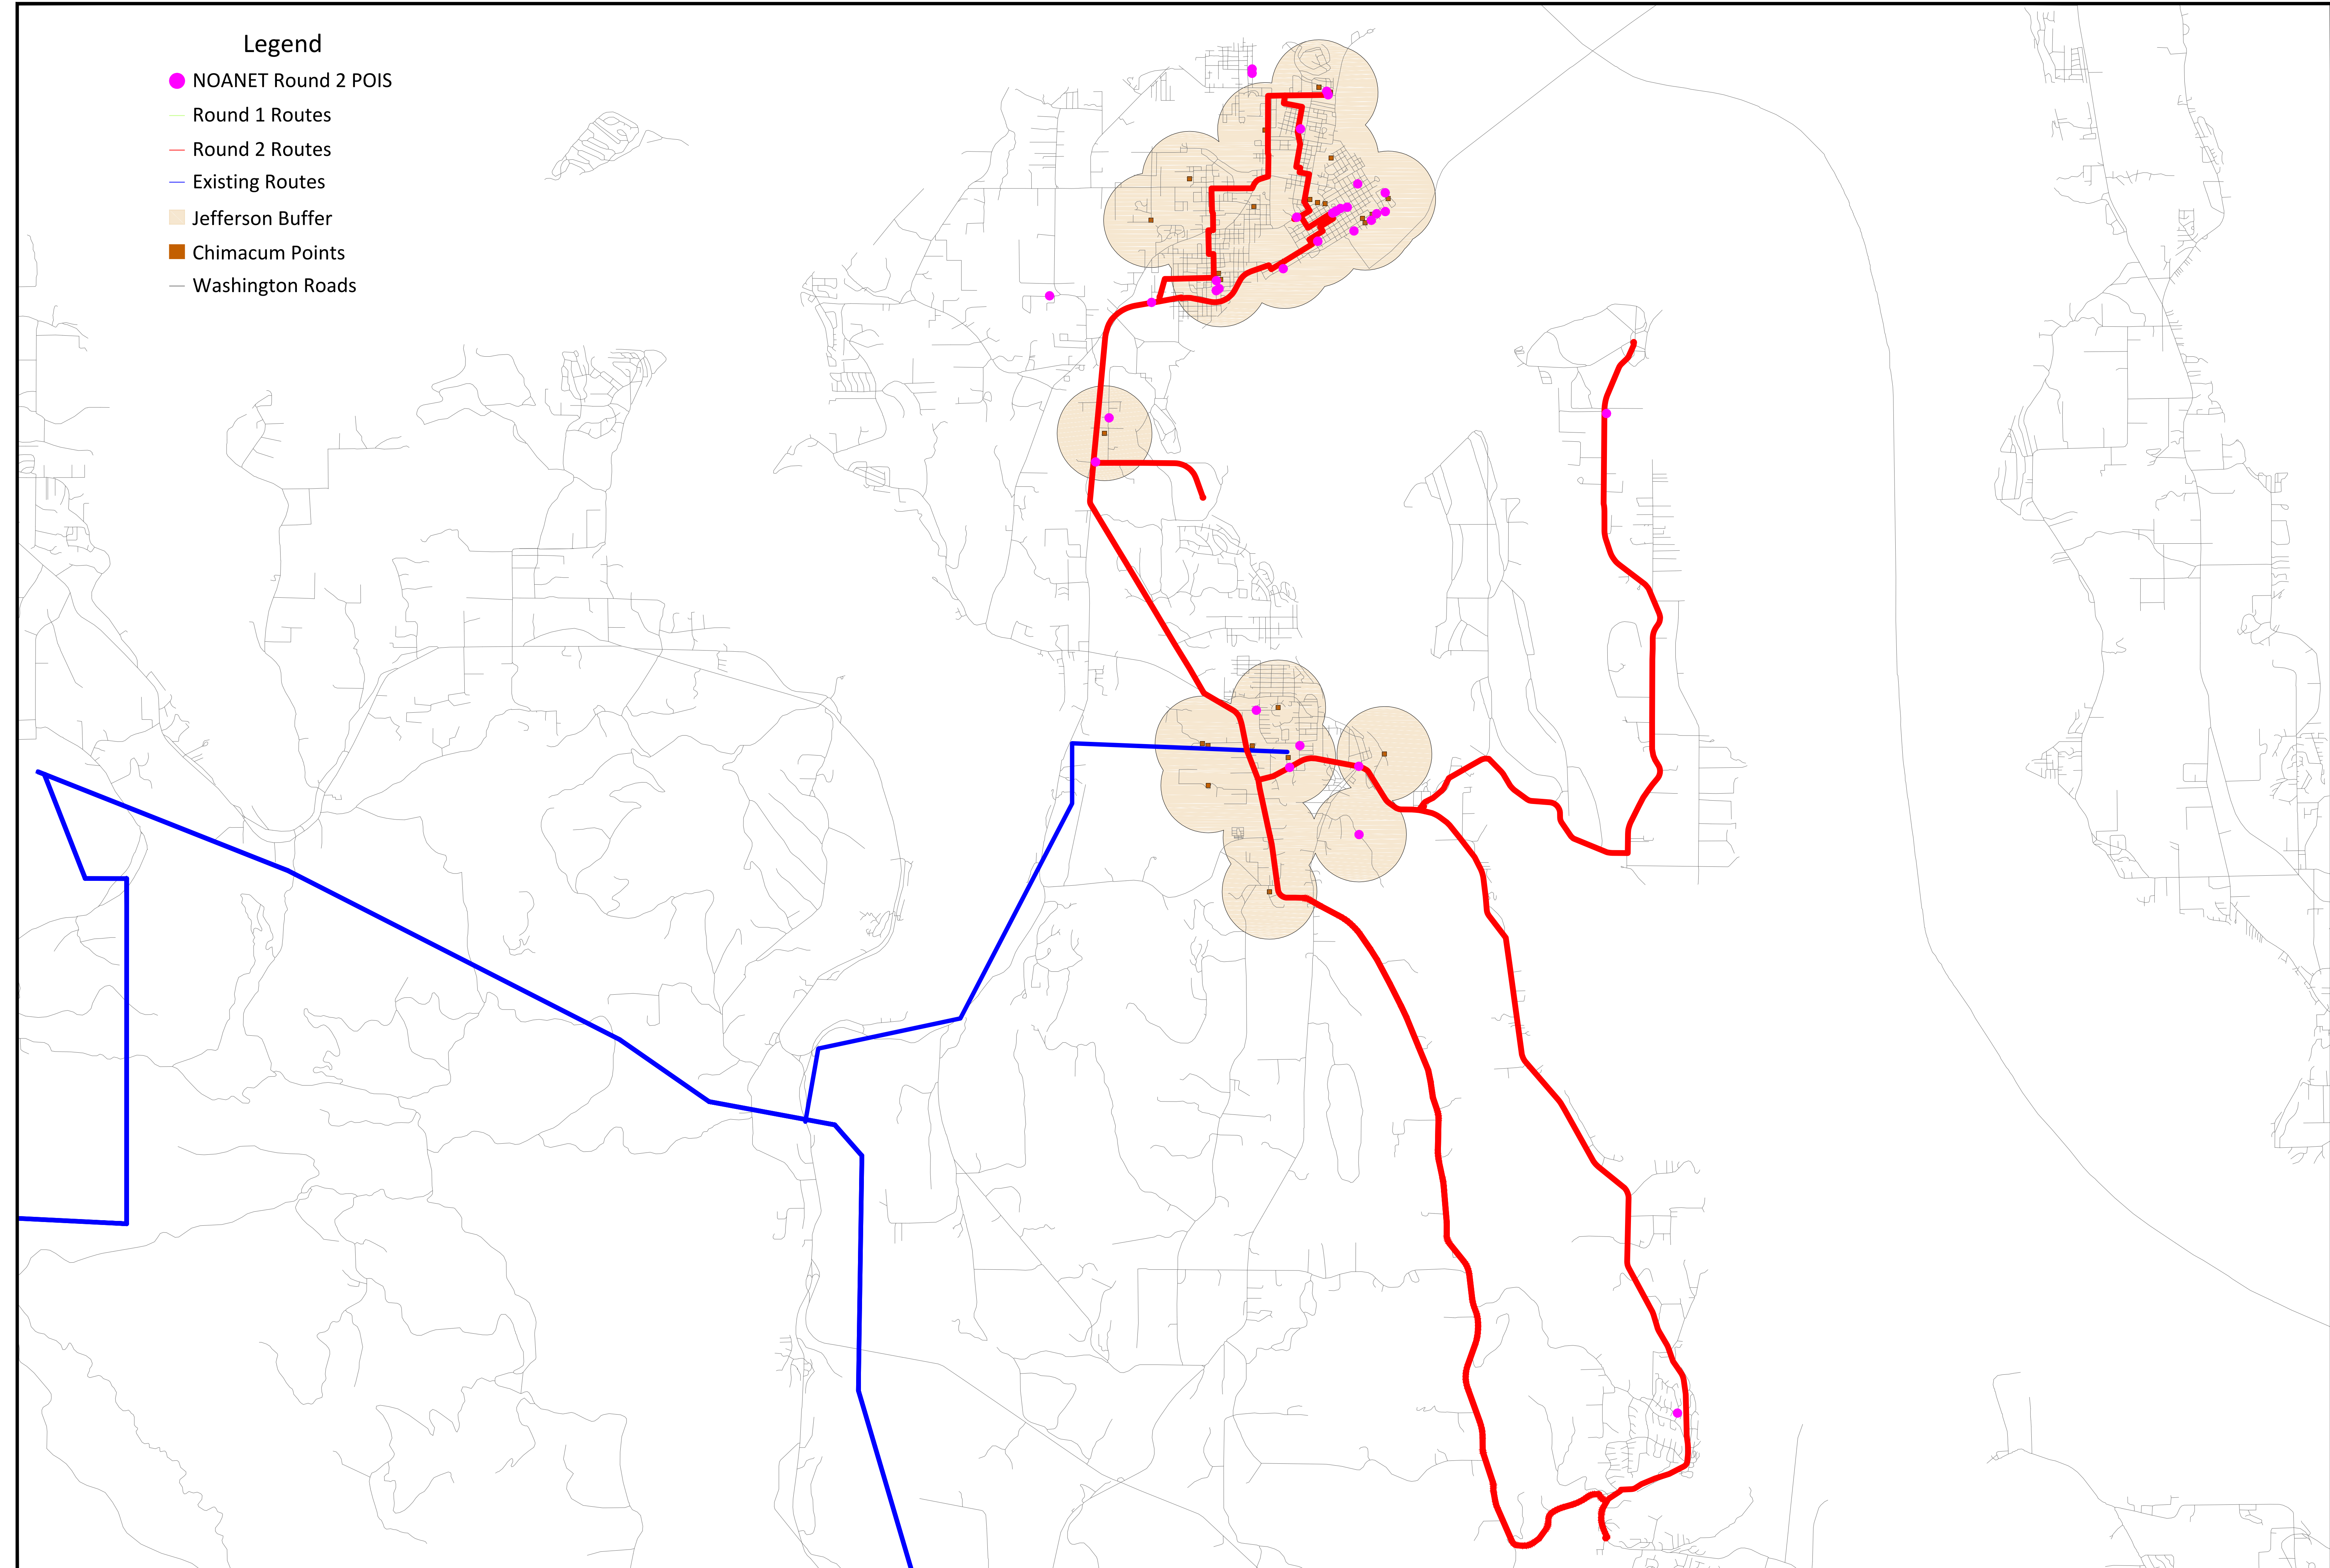 Legend
NOANET Round 2 POIS
Round 1 Routes
Round 2 Routes
Existing Routes
Jefferson Buffer
Chimacum Points
Washington Roads